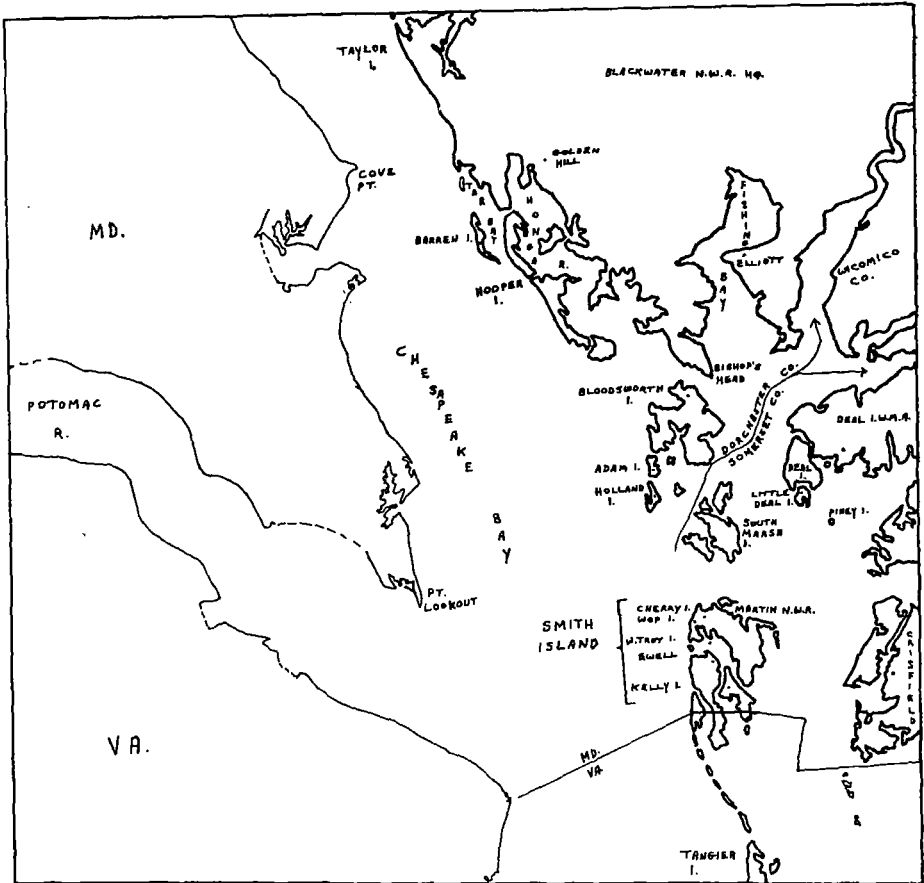 TAYLOR
I.
BLACKWATER N.W.R. HQ.
GOLDEN
HILL
COVE
PT.
MD.
TAR BAY
HONGA
R.
FISHING
BAY
BARREN I.
ELLIOTT
WICOMICO
CO.
HOOPER
I.
CHESAPEAKE
BAY
BISHOP'S
HEAD
POTOMAC
R.
BLOODSWORTH
I.
DORCHESTER CO.
SOMERSET CO.
DEAL I.W.M.A.
ADAM I.
DEAL
I.
HOLLAND
I.
LITTLE
DEAL I.
PINEY I.
SOUTH
MARSH
I.
PT.
LOOKOUT
SMITH
ISLAND
CHERRY I.
WOP I.
MARTIN N.W.R.
W.TROY I.
EWELL
KELLY I.
CRISFIELD
VA.
MD.
VA
TANGIER
I.